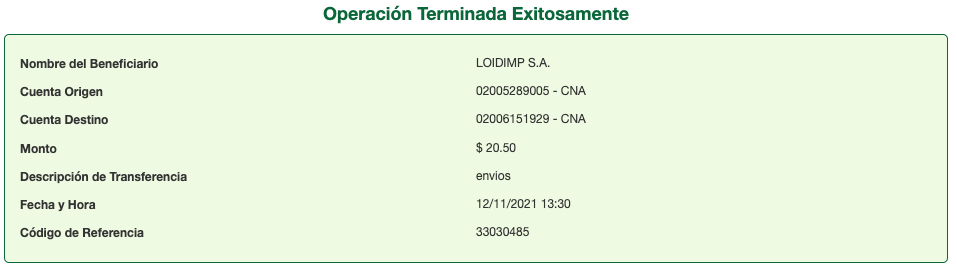 Operación Terminada Exitosamente
Nombre del Beneficiario LOIDIMP S.A.
Cuenta Origen 02005289005 - CNA
Cuenta Destino 02006151929 - CNA
Monto $ 20.50
Descripción de Transferencia envios
Fecha y Hora 12/11/2021 13:30
Código de Referencia 33030485